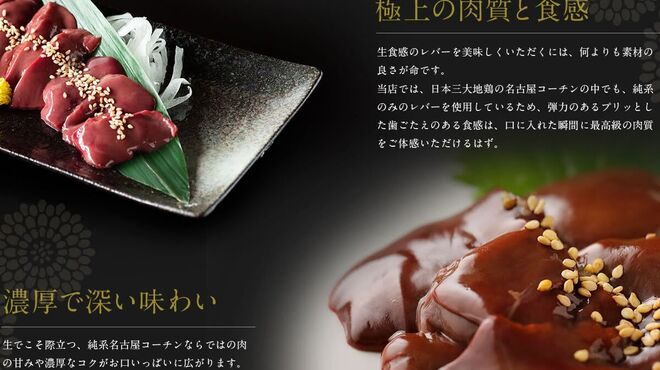 極上の肉質と食感
生食感のレバーを美味しくいただくには、何よりも素材の
良さが命です。
当店では、日本三大地鶏の名古屋コーチンの中でも、純系
のみのレバーを使用しているため、弾力のあるプリッとし
た歯ごたえのある食感は、口に入れた瞬間に最高級の肉質
をご体感いただけるはず。
濃厚で深い味わい
生でこそ際立つ、純系名古屋コーチンならではの肉
の甘みや濃厚なコクがお口いっぱいに広がります。